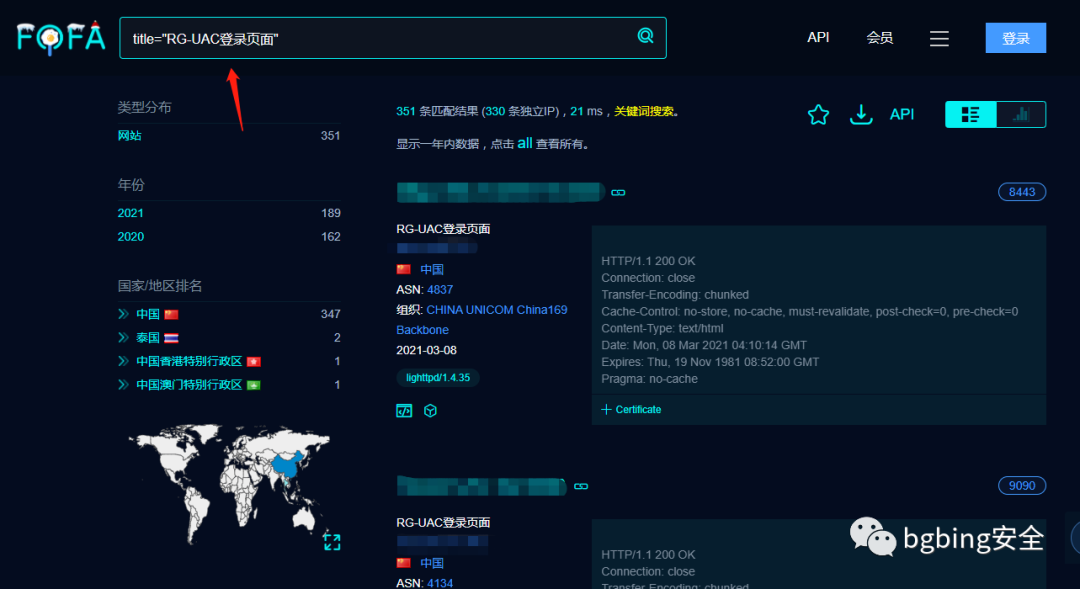 FOFA
title="RG-UAC登录页面"
API
会员
登录
类型分布
网站 351
年份
2021 189
2020 162
国家/地区排名
中国 347
泰国 2
中国香港特别行政区 1
中国澳门特别行政区 1
351 条匹配结果 (330 条独立IP)，21 ms，关键词搜索。
显示一年内数据，点击 all 查看所有。
API
8443
RG-UAC登录页面
中国
ASN: 4837
组织: CHINA UNICOM China169
Backbone
2021-03-08
lighttpd/1.4.35
HTTP/1.1 200 OK
Connection: close
Transfer-Encoding: chunked
Cache-Control: no-store, no-cache, must-revalidate, post-check=0, pre-check=0
Content-Type: text/html
Date: Mon, 08 Mar 2021 04:10:14 GMT
Expires: Thu, 19 Nov 1981 08:52:00 GMT
Pragma: no-cache
Certificate
9090
RG-UAC登录页面
中国
ASN: 4134
HTTP/1.1 200 OK
Connection: close
Transfer-Encoding: chunked
bgbing安全